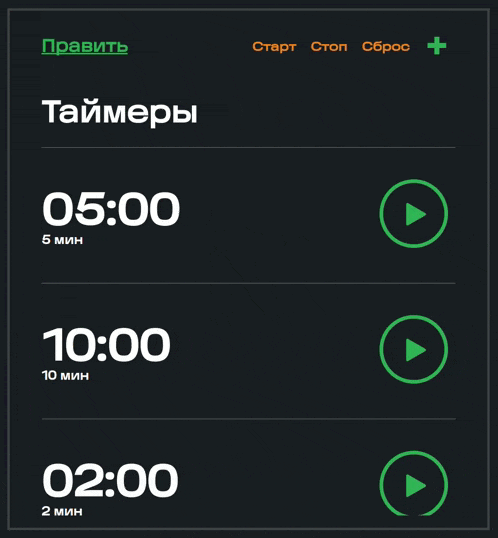 Править Старт Стоп Сброс
Таймеры
05:00
5 мин
10:00
10 мин
02:00
2 мин